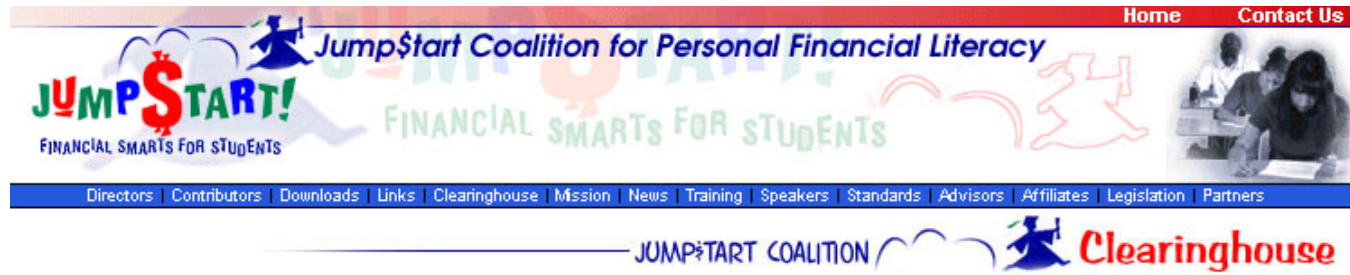 Home Contact Us
Jump$tart Coalition for Personal Financial Literacy
JUMP$TART!
FINANCIAL SMARTS FOR STUDENTS
JUMP$TART!
FINANCIAL SMARTS FOR STUDENTS
Directors | Contributors | Downloads | Links | Clearinghouse | Mission | News | Training | Speakers | Standards | Advisors | Affiliates | Legislation | Partners
JUMP$TART COALITION Clearinghouse